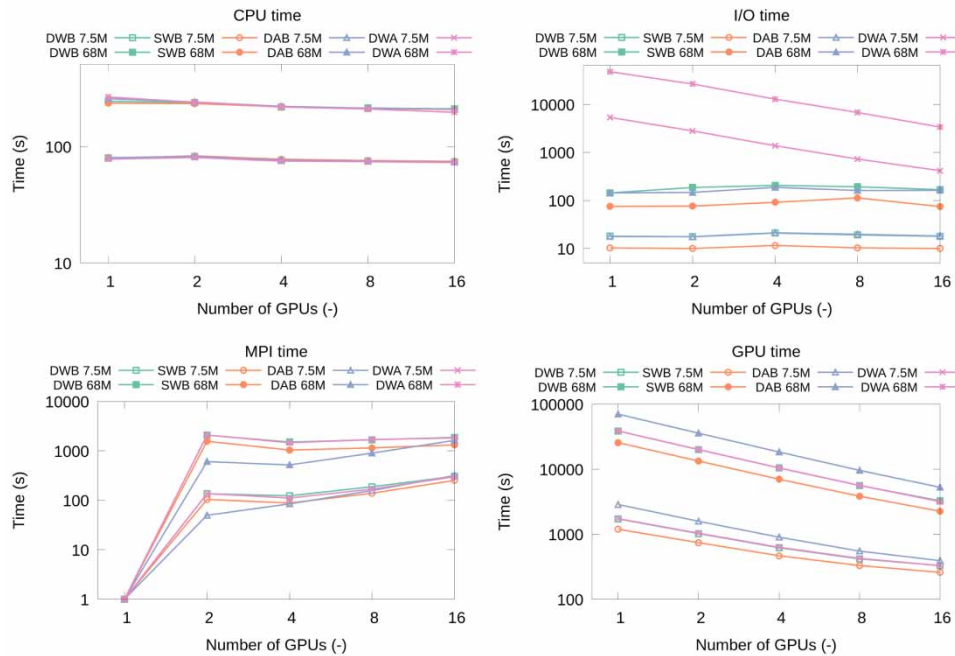 CPU time
DWB 7.5M SWB 7.5M DAB 7.5M DWA 7.5M
DWB 68M SWB 68M DAB 68M DWA 68M
100
10
Time (s)
1 2 4 8 16
Number of GPUs (-)
I/O time
DWB 7.5M SWB 7.5M DAB 7.5M DWA 7.5M
DWB 68M SWB 68M DAB 68M DWA 68M
10000
1000
100
10
Time (s)
1 2 4 8 16
Number of GPUs (-)
MPI time
DWB 7.5M SWB 7.5M DAB 7.5M DWA 7.5M
DWB 68M SWB 68M DAB 68M DWA 68M
10000
1000
100
10
1
Time (s)
1 2 4 8 16
Number of GPUs (-)
GPU time
DWB 7.5M SWB 7.5M DAB 7.5M DWA 7.5M
DWB 68M SWB 68M DAB 68M DWA 68M
100000
10000
1000
100
Time (s)
1 2 4 8 16
Number of GPUs (-)